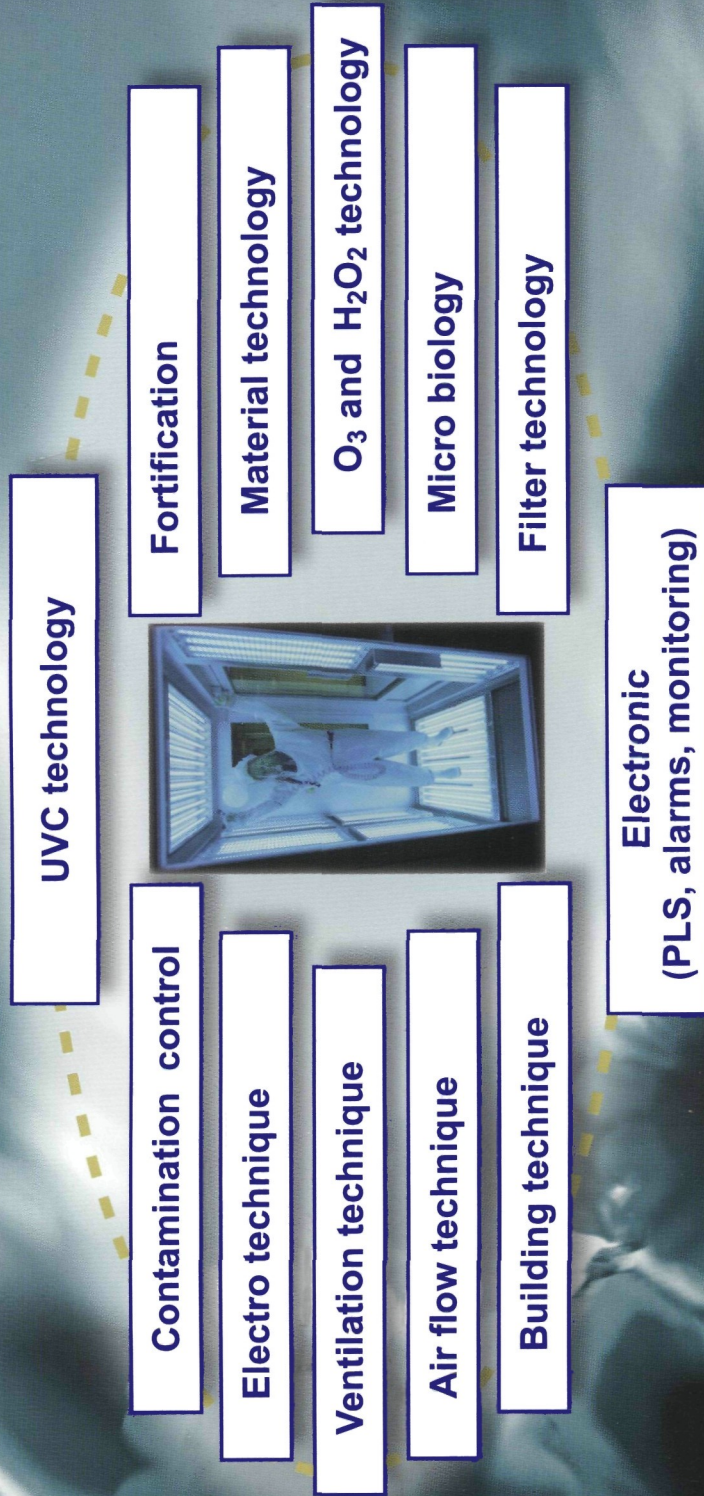 UVC technology
Contamination control
Electro technique
Ventilation technique
Air flow technique
Building technique
Fortification
Material technology
O₃ and H₂O₂ technology
Micro biology
Filter technology
Electronic
(PLS, alarms, monitoring)